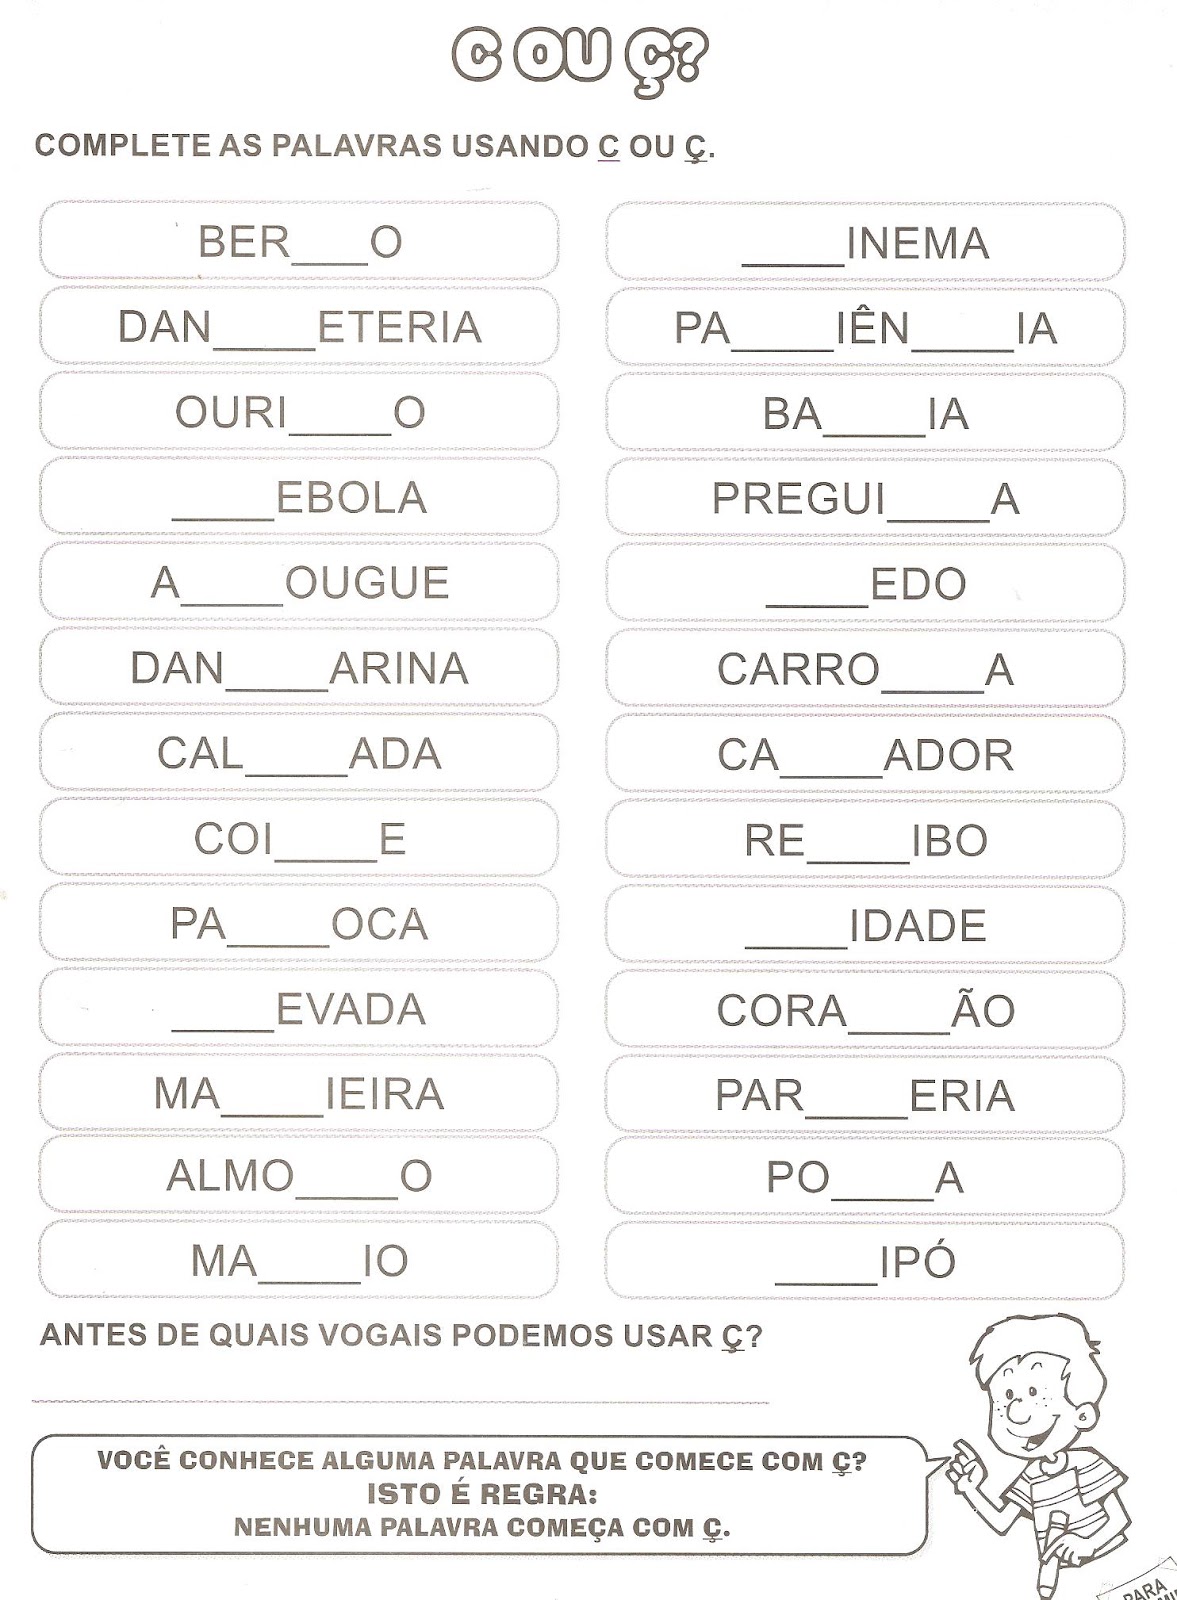 C OU Ç?
COMPLETE AS PALAVRAS USANDO C OU Ç.
BER___O
DAN____ETERIA
OURI____O
____EBOLA
A____OUGUE
DAN____ARINA
CAL____ADA
COI____E
PA____OCA
____EVADA
MA____IEIRA
ALMO____O
MA____IO
____INEMA
PA____IÊN____IA
BA____IA
PREGUI____A
____EDO
CARRO____A
CA____ADOR
RE____IBO
____IDADE
CORA____ÃO
PAR____ERIA
PO____A
____IPÓ
ANTES DE QUAIS VOGAIS PODEMOS USAR Ç?
VOCÊ CONHECE ALGUMA PALAVRA QUE COMECE COM Ç?
ISTO É REGRA:
NENHUMA PALAVRA COMEÇA COM Ç.
PARA